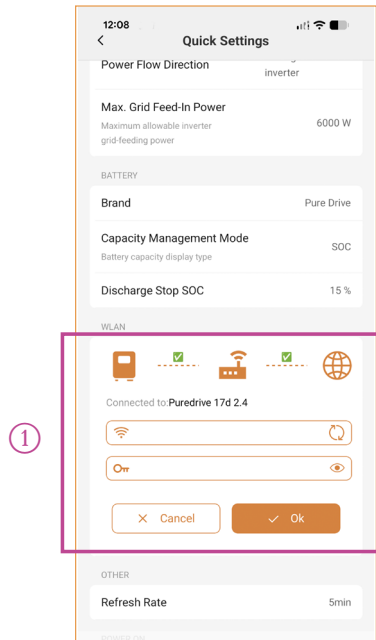 12:08
Quick Settings
Power Flow Direction
inverter
Max. Grid Feed-In Power
Maximum allowable inverter
grid-feeding power
6000 W
BATTERY
Brand
Pure Drive
Capacity Management Mode
Battery capacity display type
SOC
Discharge Stop SOC
15 %
WLAN
1
Connected to:Puredrive 17d 2.4
Cancel
Ok
OTHER
Refresh Rate
5min
POWER ON